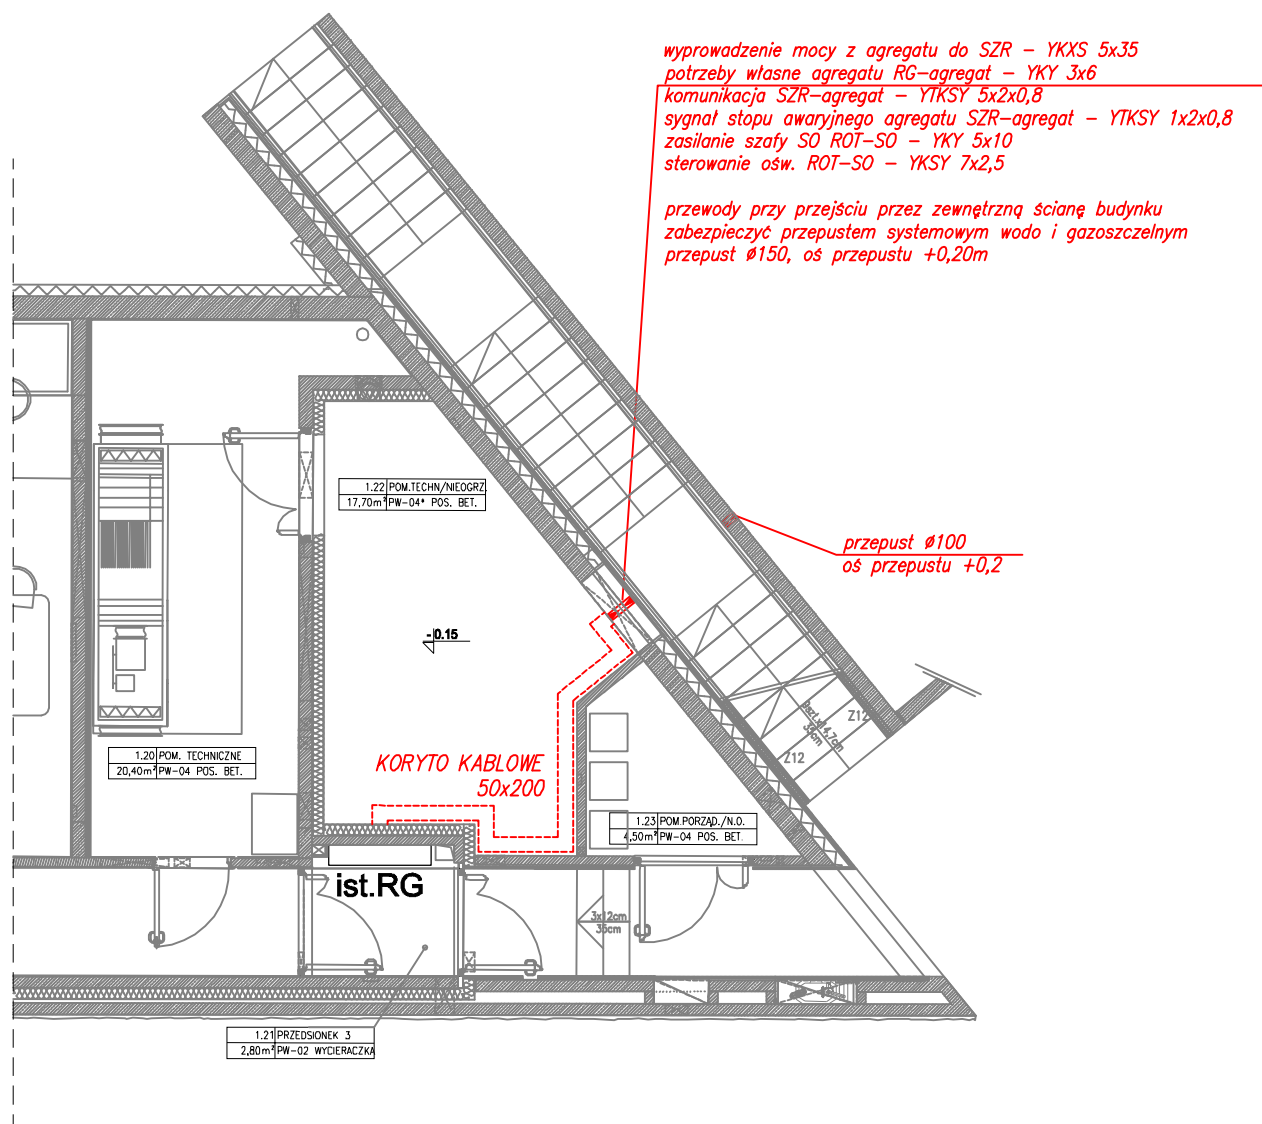 wyprowadzenie mocy z agregatu do SZR – YKXS 5x35
potrzeby własne agregatu RG–agregat – YKY 3x6
komunikacja SZR–agregat – YTKSY 5x2x0,8
sygnał stopu awaryjnego agregatu SZR–agregat – YTKSY 1x2x0,8
zasilanie szafy SO ROT–SO – YKY 5x10
sterowanie ośw. ROT–SO – YKSY 7x2,5
przewody przy przejściu przez zewnętrzną ścianę budynku
zabezpieczyć przepustem systemowym wodo i gazoszczelnym
przepust ø150, oś przepustu +0,20m
1.22 POM.TECHN/NIEOGRZ.
17,70m² PW–04* POS. BET.
przepust ø100
oś przepustu +0,2
-0.15
9szt.x14,7cm
35cm
Z12
Z12
1.20 POM. TECHNICZNE
20,40m² PW–04 POS. BET.
KORYTO KABLOWE
50x200
1.23 POM.PORZĄD./N.O.
4,50m² PW–04 POS. BET.
ist.RG
3x12cm
35cm
1.21 PRZEDSIONEK 3
2,80m² PW–02 WYCIERACZKA